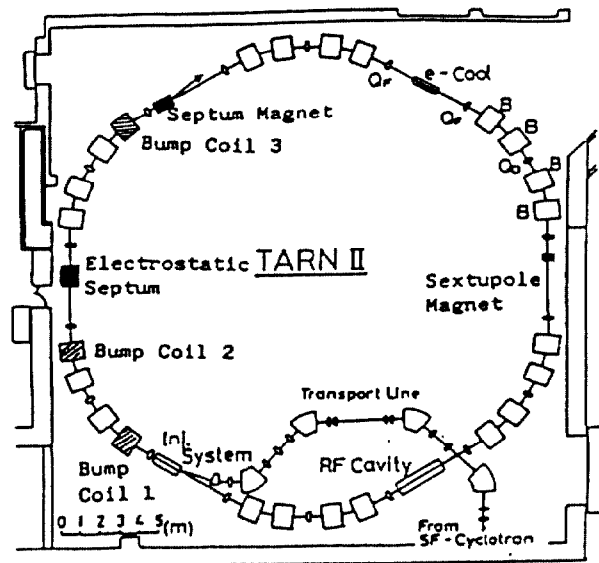 QF
e-Cool
Septum Magnet
Bump Coil 3
QF
B
B
QD
B
B
Electrostatic
Septum
TARN II
Sextupole
Magnet
Bump Coil 2
Transport Line
Inj.
System
RF Cavity
Bump
Coil 1
0 1 2 3 4 5 (m)
From
SF-Cyclotron